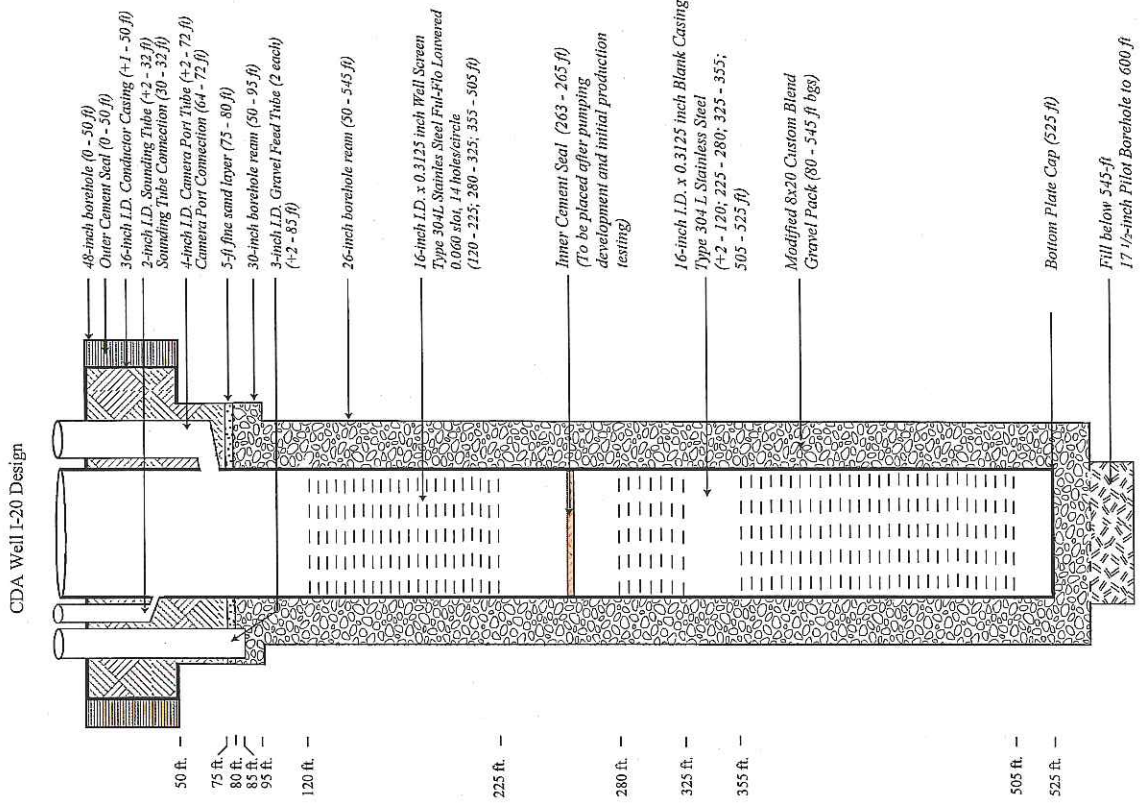 CDA Well I-20 Design
48-inch borehole (0 - 50 ft)
Outer Cement Seal (0 - 50 ft)
36-inch I.D. Conductor Casing (+1 - 50 ft)
2-inch I.D. Sounding Tube (+2 - 32 ft)
Sounding Tube Connection (30 - 32 ft)
4-inch I.D. Camera Port Tube (+2 - 72 ft)
Camera Port Connection (64 - 72 ft)
5-ft fine sand layer (75 - 80 ft)
30-inch borehole ream (50 - 95 ft)
3-inch I.D. Gravel Feed Tube (2 each)
(+2 - 85 ft)
26-inch borehole ream (50 - 545 ft)
16-inch I.D. x 0.3125 inch Well Screen
Type 304L Stainles Steel Ful-Flo Louvered
0.060 slot, 14 holes/circle
(120 - 225; 280 - 325; 355 - 505 ft)
Inner Cement Seal (263 - 265 ft)
(To be placed after pumping
development and initial production
testing)
16-inch I.D. x 0.3125 inch Blank Casing
Type 304 L Stainless Steel
(+2 - 120; 225 - 280; 325 - 355;
505 - 525 ft)
Modified 8x20 Custom Blend
Gravel Pack (80 - 545 ft bgs)
Bottom Plate Cap (525 ft)
Fill below 545-ft
17 1/2-inch Pilot Borehole to 600 ft
50 ft.
75 ft.
80 ft.
85 ft.
95 ft.
120 ft.
225 ft.
280 ft.
325 ft.
355 ft.
505 ft.
525 ft.